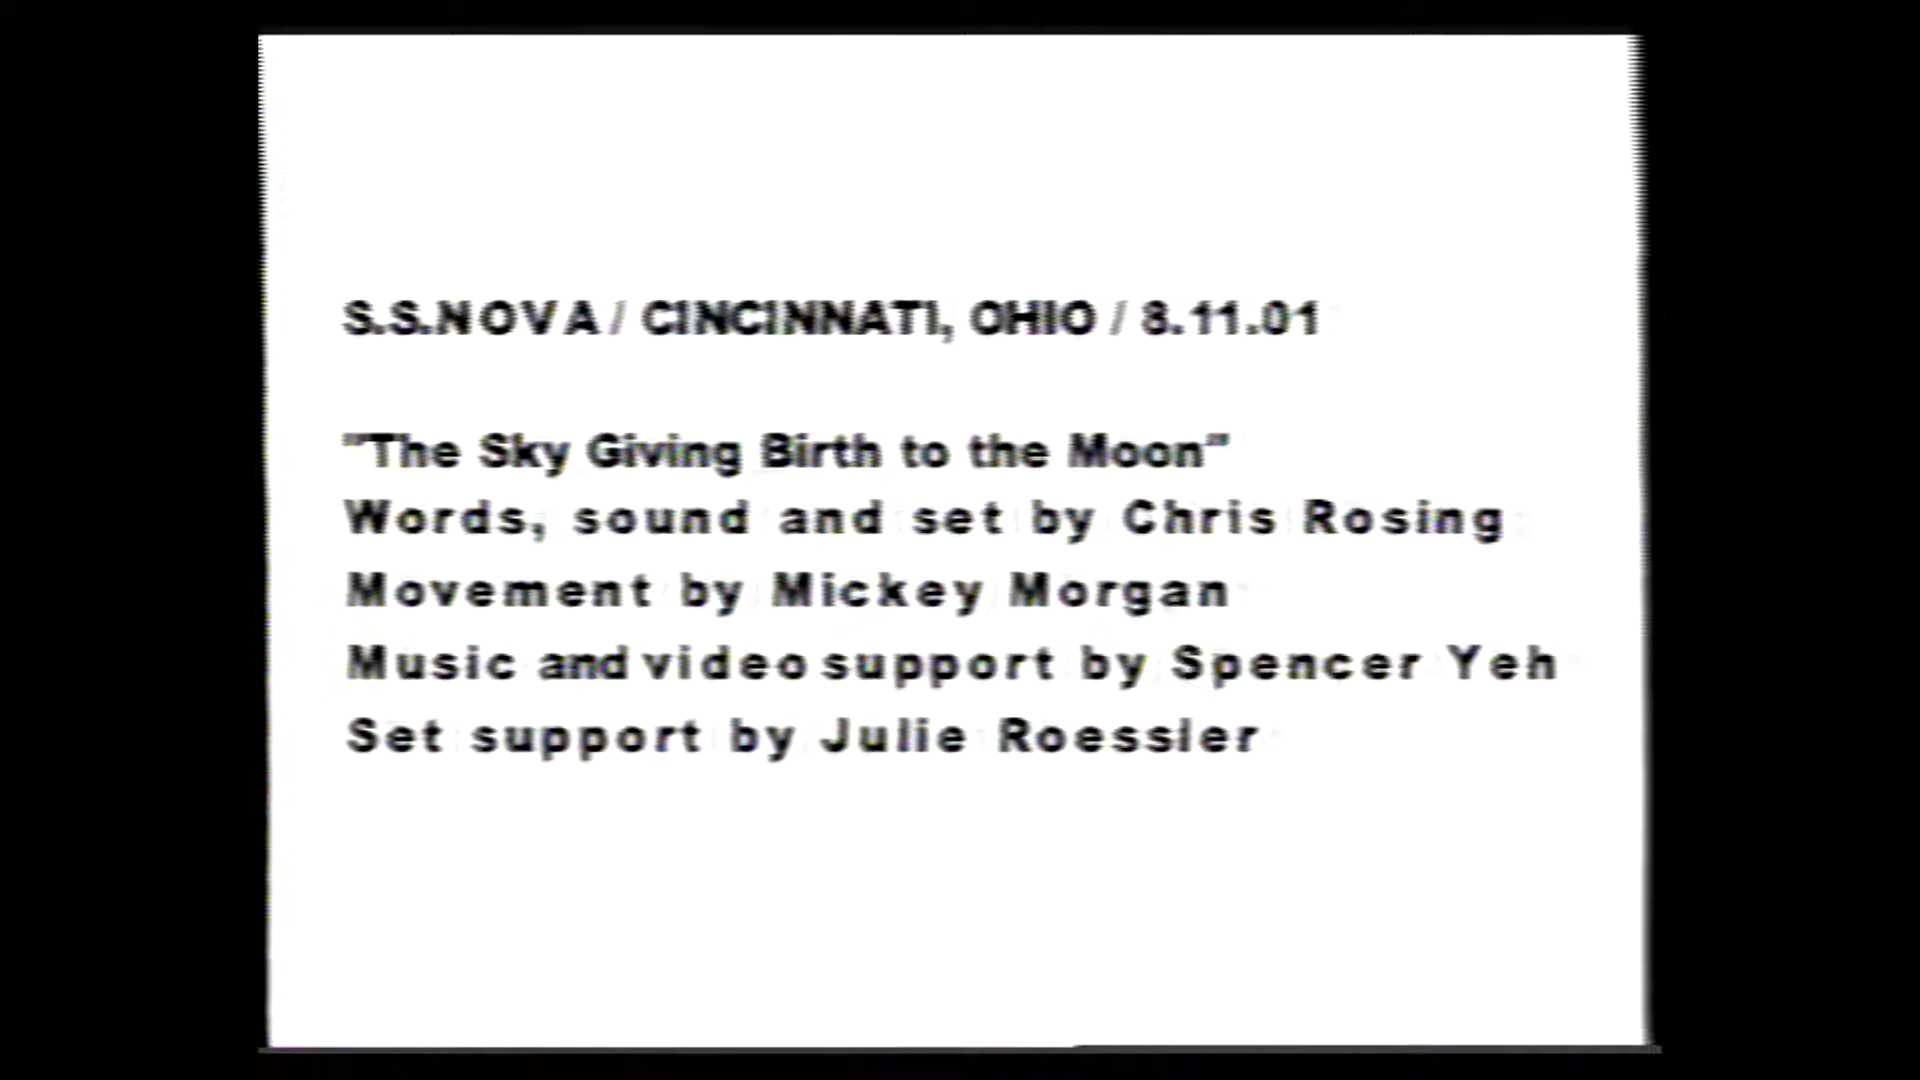 S.S.NOVA / CINCINNATI, OHIO / 8.11.01
"The Sky Giving Birth to the Moon"
Words, sound and set by Chris Rosing
Movement by Mickey Morgan
Music and video support by Spencer Yeh
Set support by Julie Roessler